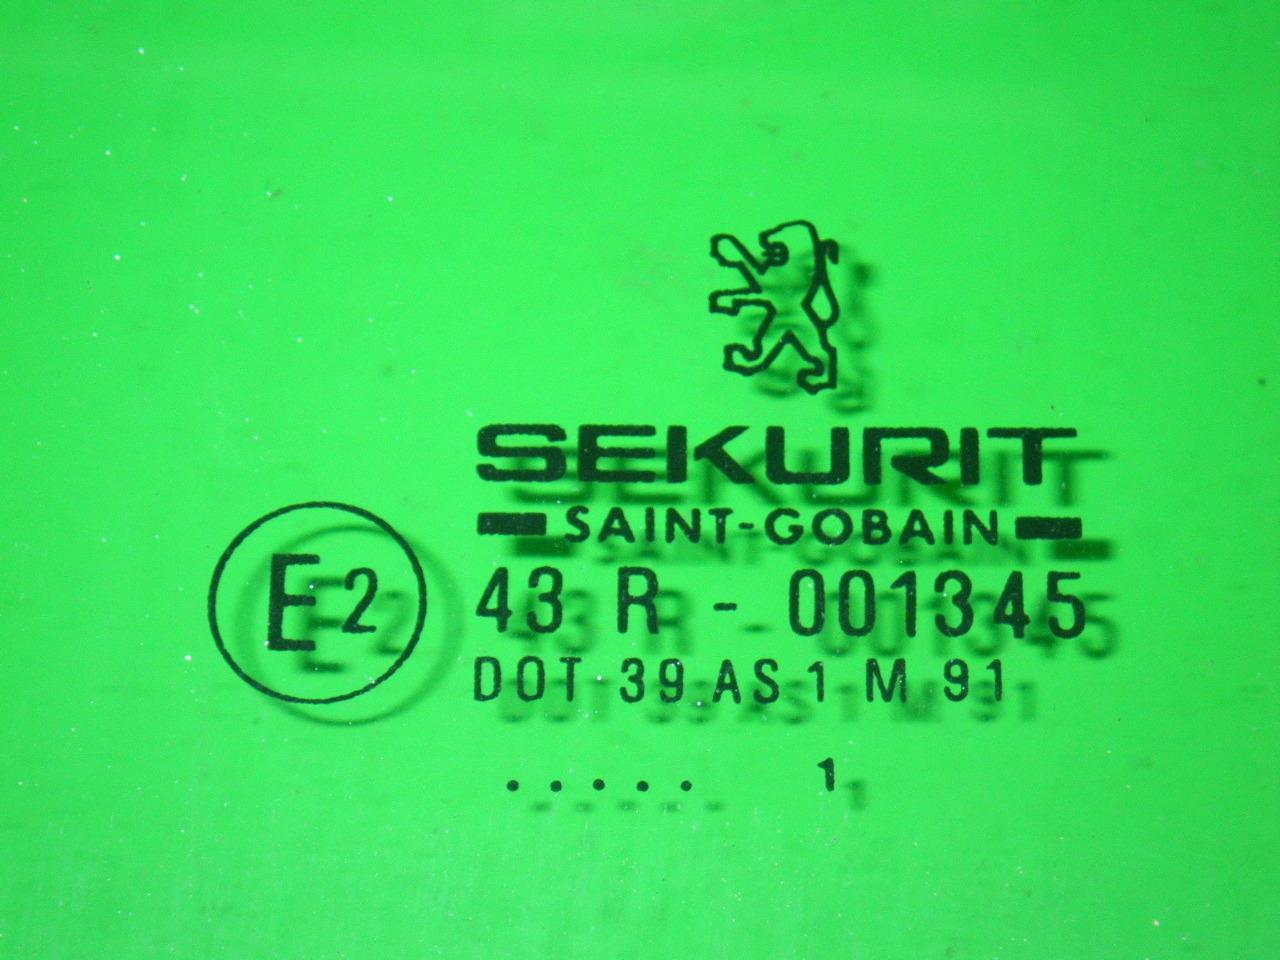 SEKURIT
SAINT-GOBAIN
E2 43 R - 001345
DOT 39 AS 1 M 91
..... 1